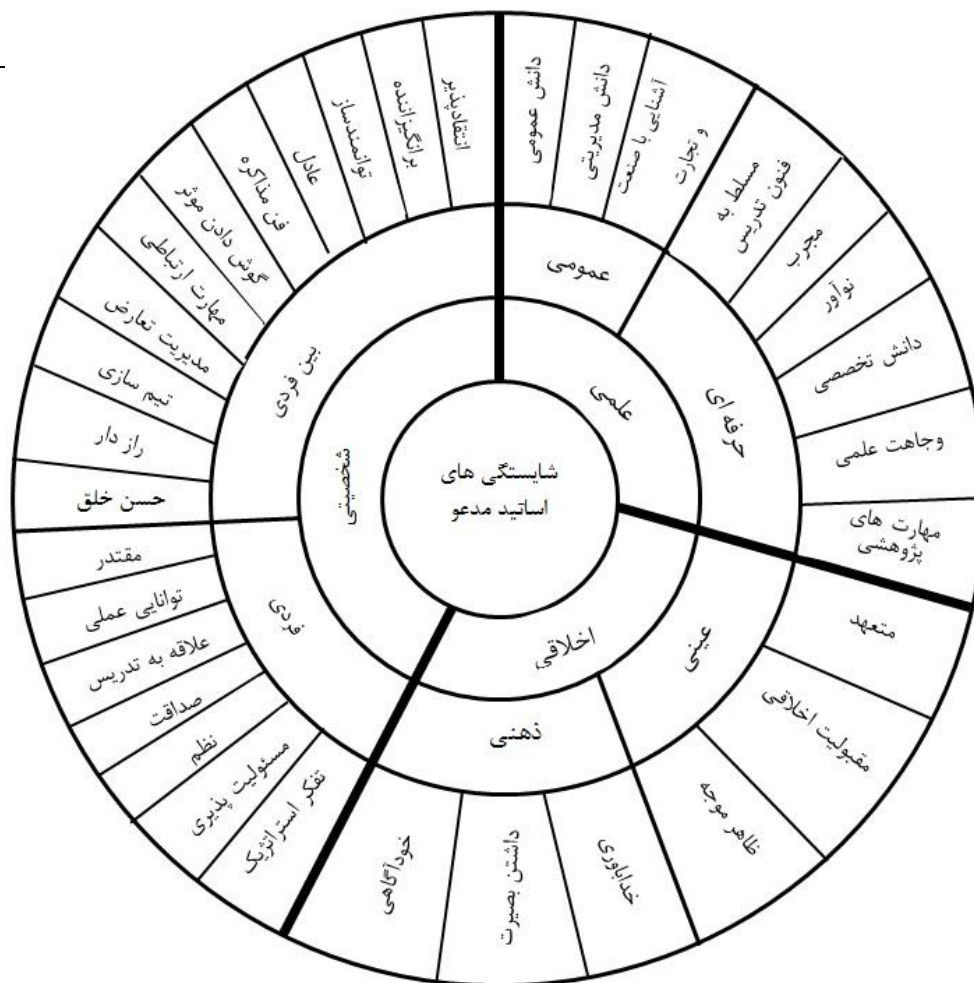 شایستگی های
اساتید مدعو
علمی
عمومی
دانش عمومی
دانش مدیریتی
آشنایی با صنعت
و تجارت
حرفه ای
مسلط به
فنون تدریس
مجرب
نوآور
دانش تخصصی
وجاهت علمی
مهارت های
پژوهشی
اخلاقی
عینی
متعهد
مقبولیت اخلاقی
ظاهر موجه
ذهنی
خداباوری
داشتن بصیرت
خودآگاهی
شخصیتی
فردی
تفکر استراتژیک
مسئولیت پذیری
نظم
صداقت
علاقه به تدریس
توانایی عملی
مقتدر
بین فردی
حسن خلق
راز دار
تیم سازی
مدیریت تعارض
مهارت ارتباطی
گوش دادن موثر
فن مذاکره
عادل
توانمندساز
برانگیزاننده
انتقادپذیر